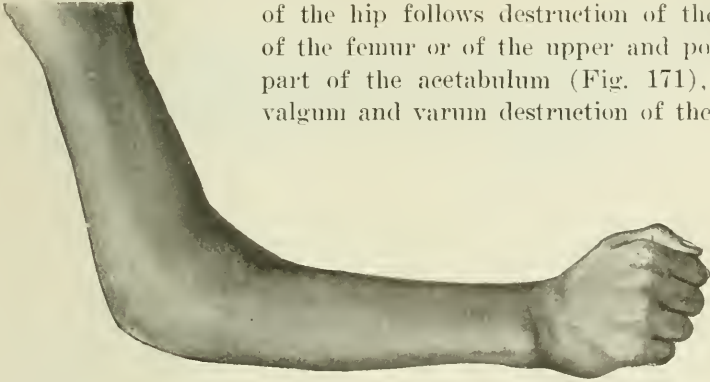 of the hip follows destruction of the
of the femur or of the upper and po
part of the acetabulum (Fig. 171),
valgum and varum destruction of the